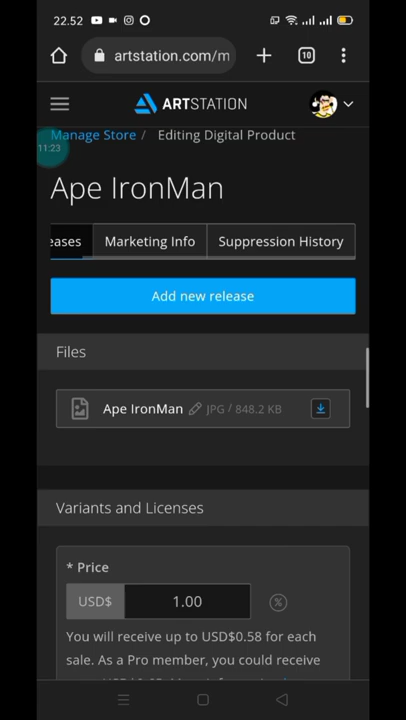 22.52
artstation.com/m
10
ARTSTATION
11:23
Manage Store / Editing Digital Product
Ape IronMan
eases
Marketing Info
Suppression History
Add new release
Files
Ape IronMan JPG / 848.2 KB
Variants and Licenses
* Price
USD$ 1.00 %
You will receive up to USD$0.58 for each
sale. As a Pro member, you could receive